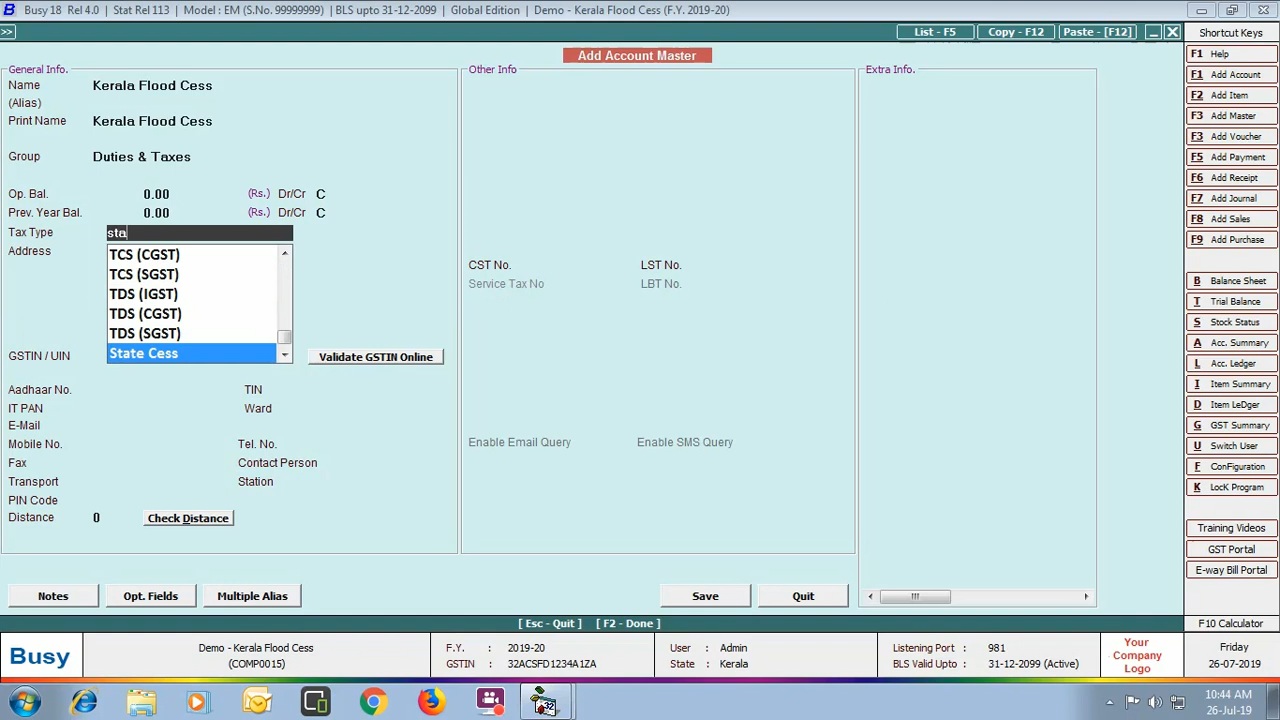 Busy 18 Rel 4.0 | Stat Rel 113 | Model : EM (S.No. 99999999) | BLS upto 31-12-2099 | Global Edition | Demo - Kerala Flood Cess (F.Y. 2019-20)
>> List - F5 Copy - F12 Paste - [F12]
Add Account Master
General Info.
Name Kerala Flood Cess
(Alias)
Print Name Kerala Flood Cess
Group Duties & Taxes
Op. Bal. 0.00 (Rs.) Dr/Cr C
Prev. Year Bal. 0.00 (Rs.) Dr/Cr C
Tax Type sta
Address
TCS (CGST)
TCS (SGST)
TDS (IGST)
TDS (CGST)
TDS (SGST)
State Cess
GSTIN / UIN Validate GSTIN Online
Aadhaar No. TIN
IT PAN Ward
E-Mail
Mobile No. Tel. No.
Fax Contact Person
Transport Station
PIN Code
Distance 0 Check Distance
Other Info
CST No. LST No.
Service Tax No LBT No.
Enable Email Query Enable SMS Query
Extra Info.
Notes Opt. Fields Multiple Alias Save Quit
[ Esc - Quit ] [ F2 - Done ]
Shortcut Keys
F1 Help
F1 Add Account
F2 Add Item
F3 Add Master
F3 Add Voucher
F5 Add Payment
F6 Add Receipt
F7 Add Journal
F8 Add Sales
F9 Add Purchase
B Balance Sheet
T Trial Balance
S Stock Status
A Acc. Summary
L Acc. Ledger
I Item Summary
D Item LeDger
G GST Summary
U Switch User
F ConFiguration
K LocK Program
Training Videos
GST Portal
E-way Bill Portal
F10 Calculator
Busy
Demo - Kerala Flood Cess
(COMP0015)
F.Y. : 2019-20
GSTIN : 32ACSFD1234A1ZA
User : Admin
State : Kerala
Listening Port : 981
BLS Valid Upto : 31-12-2099 (Active)
Your
Company
Logo
Friday
26-07-2019
32
10:44 AM
26-Jul-19